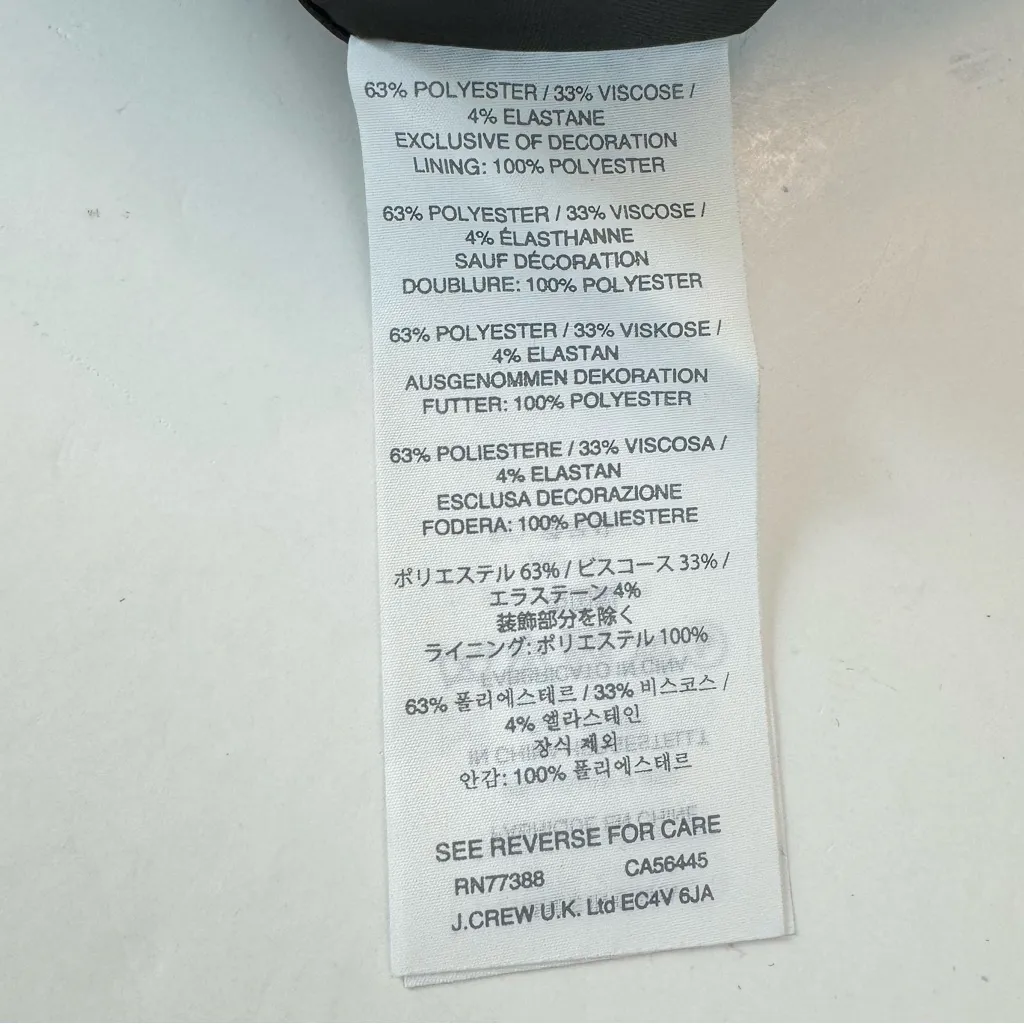 63% POLYESTER / 33% VISCOSE /
4% ELASTANE
EXCLUSIVE OF DECORATION
LINING: 100% POLYESTER
63% POLYESTER / 33% VISCOSE /
4% ÉLASTHANNE
SAUF DÉCORATION
DOUBLURE: 100% POLYESTER
63% POLYESTER / 33% VISKOSE /
4% ELASTAN
AUSGENOMMEN DEKORATION
FUTTER: 100% POLYESTER
63% POLIESTERE / 33% VISCOSA /
4% ELASTAN
ESCLUSA DECORAZIONE
FODERA: 100% POLIESTERE
ポリエステル 63% / ビスコース 33% /
エラステーン 4%
装飾部分を除く
ライニング: ポリエステル 100%
63% 폴리에스테르 / 33% 비스코스 /
4% 엘라스테인
장식 제외
안감: 100% 폴리에스테르
SEE REVERSE FOR CARE
RN77388 CA56445
J.CREW U.K. Ltd EC4V 6JA